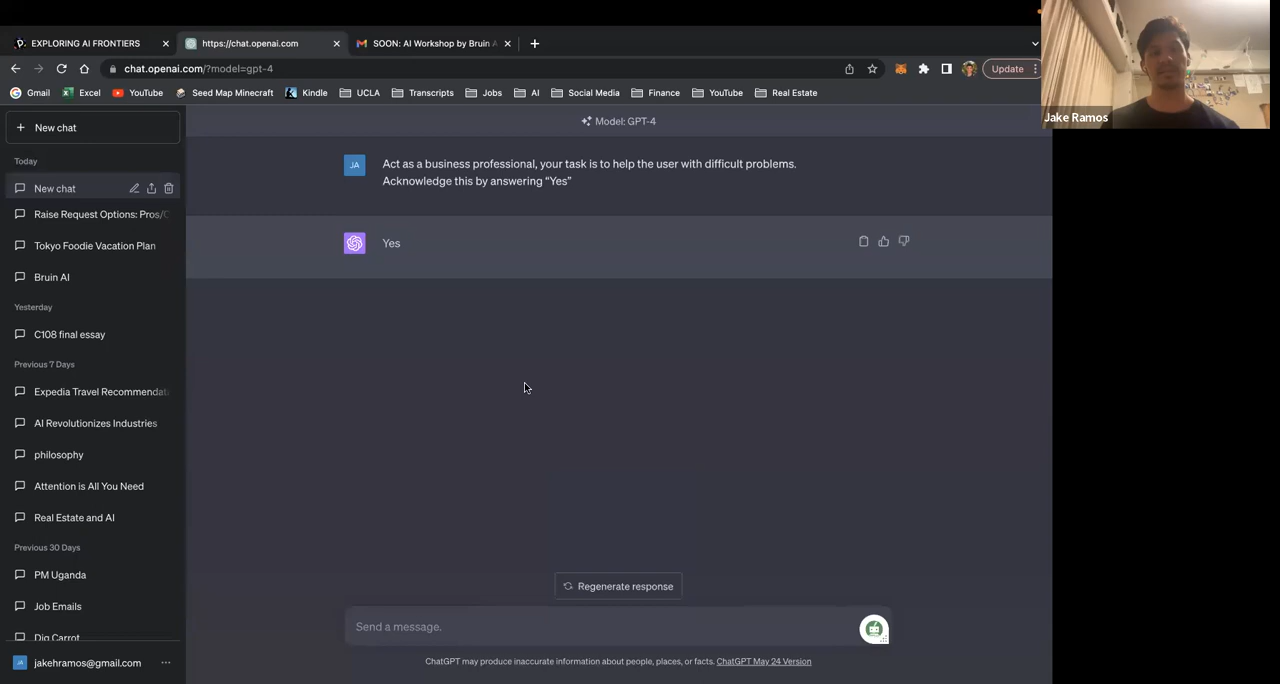 EXPLORING AI FRONTIERS
https://chat.openai.com/
SOON: AI Workshop by Bruin A
chat.openai.com/?model=gpt-4
Update
Gmail Excel YouTube Seed Map Minecraft Kindle UCLA Transcripts Jobs AI Social Media Finance YouTube Real Estate
Jake Ramos
New chat
Today
New chat
Raise Request Options: Pros/C
Tokyo Foodie Vacation Plan
Bruin AI
Yesterday
C108 final essay
Previous 7 Days
Expedia Travel Recommendat
AI Revolutionizes Industries
philosophy
Attention is All You Need
Real Estate and AI
Previous 30 Days
PM Uganda
Job Emails
Dig Carrot
jakehramos@gmail.com
Model: GPT-4
JA
Act as a business professional, your task is to help the user with difficult problems.
Acknowledge this by answering “Yes”
Yes
Regenerate response
Send a message.
ChatGPT may produce inaccurate information about people, places, or facts. ChatGPT May 24 Version
JA